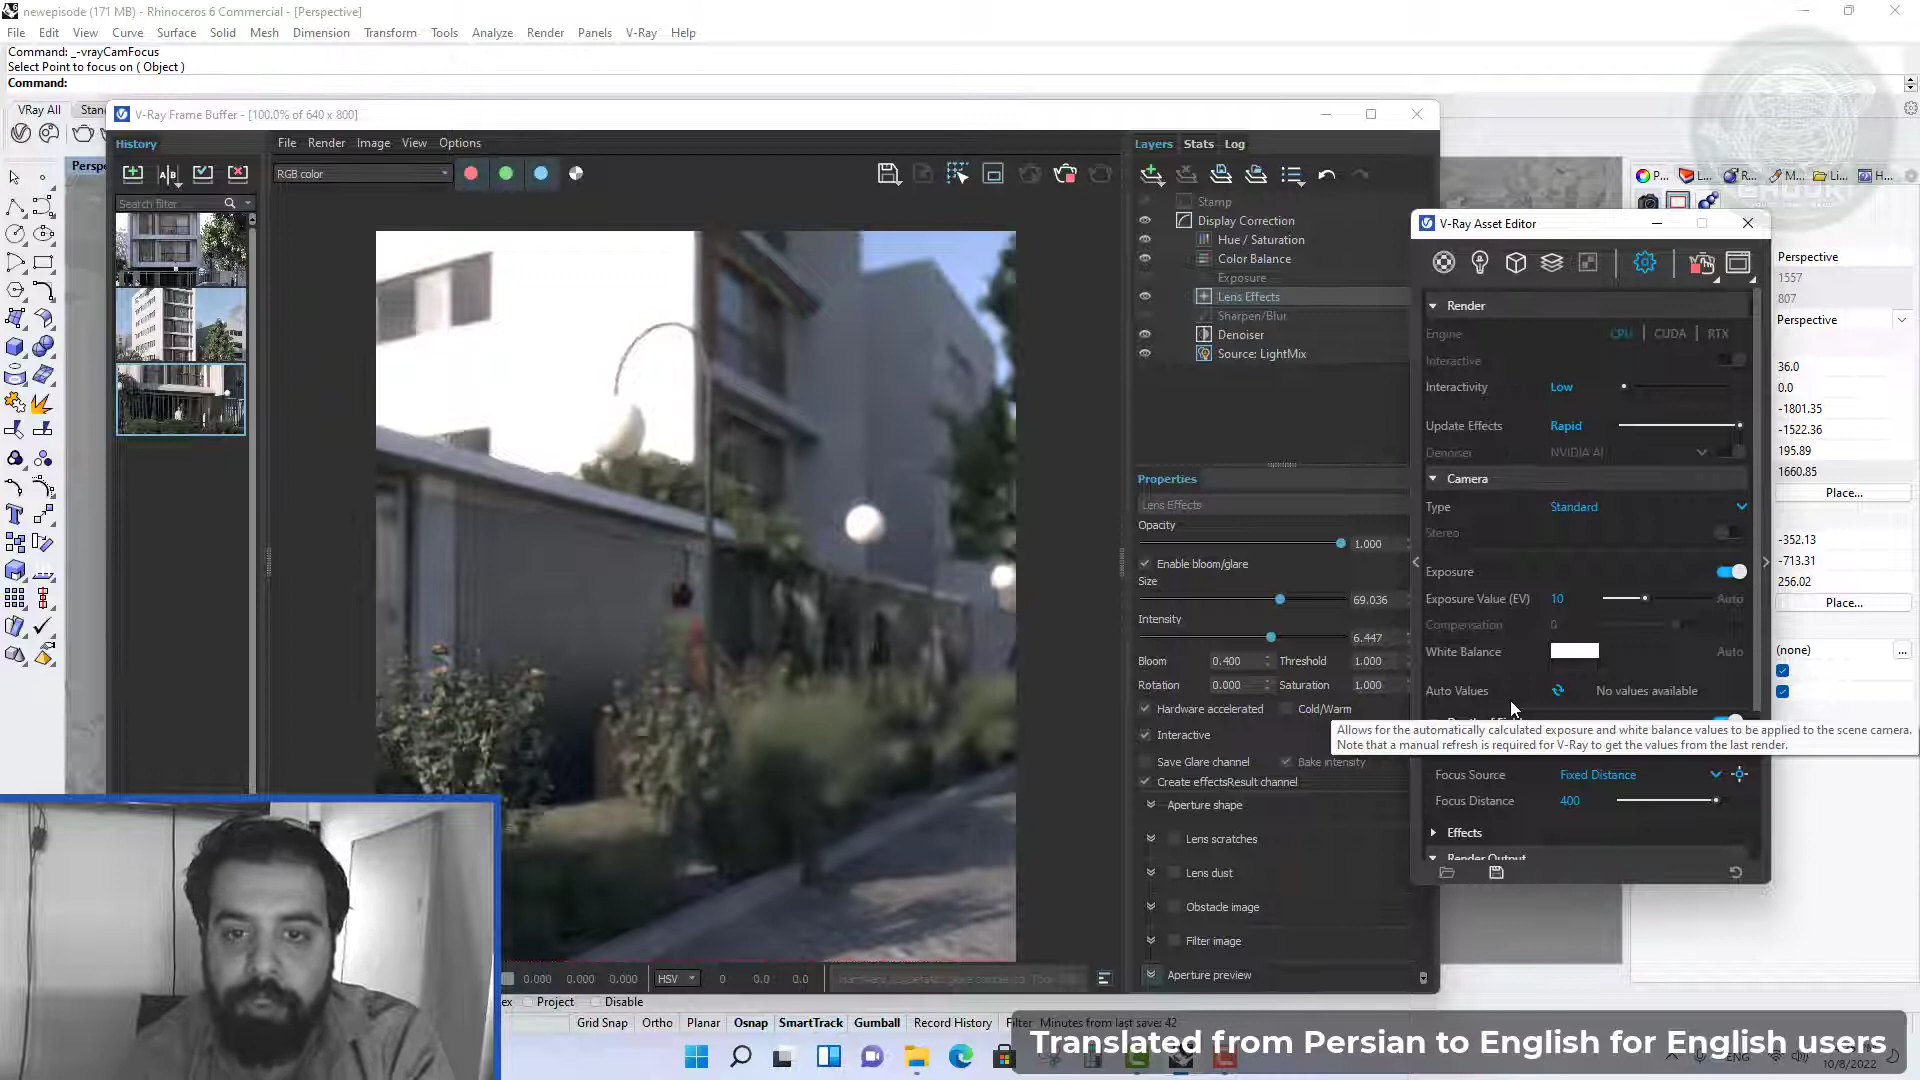 newepisode (171 MB) - Rhinoceros 6 Commercial - [Perspective]
File Edit View Curve Surface Solid Mesh Dimension Transform Tools Analyze Render Panels V-Ray Help
Command: _-vrayCamFocus
Select Point to focus on ( Object )
Command:
VRay All Stand
V-Ray Frame Buffer - [100.0% of 640 x 800]
History
File Render Image View Options
Layers Stats Log
Perspe
RGB color
Search filter
Stamp
Display Correction
Hue / Saturation
Color Balance
Exposure
Lens Effects
Sharpen/Blur
Denoiser
Source: LightMix
Properties
Lens Effects
Opacity
1.000
Enable bloom/glare
Size
69.036
Intensity
6.447
Bloom 0.400 Threshold 1.000
Rotation 0.000 Saturation 1.000
Hardware accelerated Cold/Warm
Interactive
Save Glare channel Bake intensity
Create effectsResult channel
Aperture shape
Lens scratches
Lens dust
Obstacle image
Filter image
Aperture preview
0.000 0.000 0.000 HSV 0 0.0 0.0
V-Ray Asset Editor
Render
Engine CPU | CUDA | RTX
Interactive
Interactivity Low
Update Effects Rapid
Denoiser NVIDIA AI
Camera
Type Standard
Stereo
Exposure
Exposure Value (EV) 10 Auto
Compensation 0
White Balance Auto
Auto Values No values available
Allows for the automatically calculated exposure and white balance values to be applied to the scene camera.
Note that a manual refresh is required for V-Ray to get the values from the last render.
Focus Source Fixed Distance
Focus Distance 400
Effects
Render Output
P... L... R... M... Li... H...
Perspective
1557
807
Perspective
36.0
0.0
-1801.35
-1522.36
195.89
1660.85
Place...
-352.13
-713.31
256.02
Place...
(none) ...
ex Project Disable
Grid Snap Ortho Planar Osnap SmartTrack Gumball Record History Filter Minutes from last save: 42
Translated from Persian to English for English users
ENG
10/8/2022